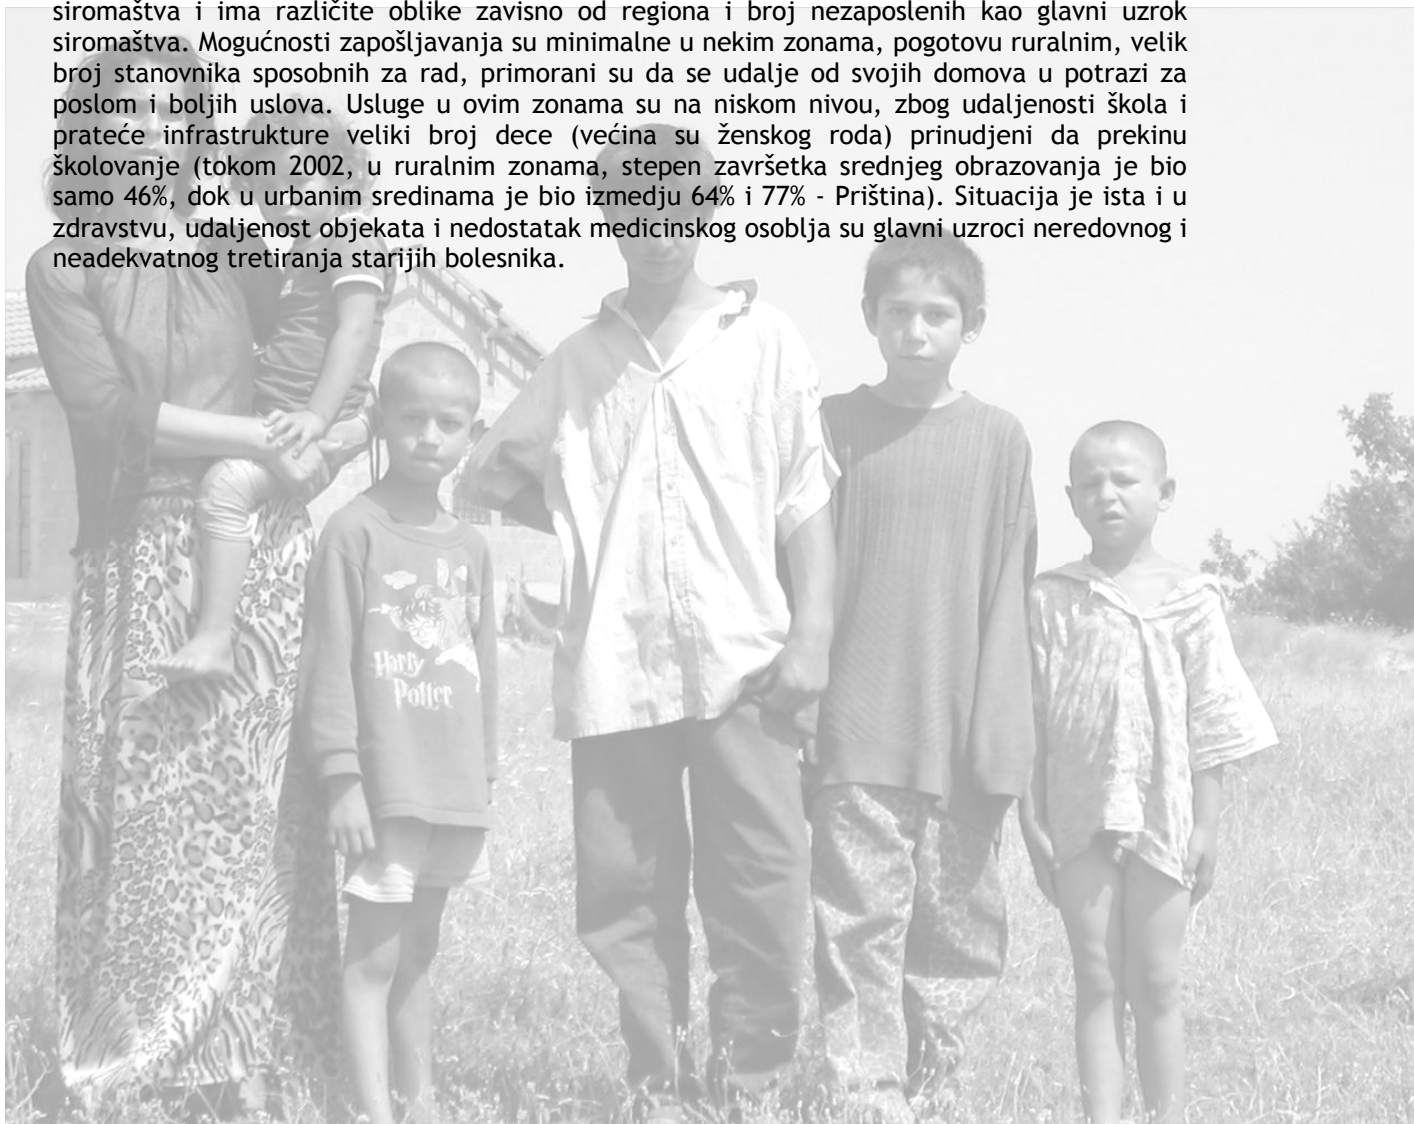 siromaštva i ima različite oblike zavisno od regiona i broj nezaposlenih kao glavni uzrok
siromaštva. Mogućnosti zapošljavanja su minimalne u nekim zonama, pogotovu ruralnim, velik
broj stanovnika sposobnih za rad, primorani su da se udalje od svojih domova u potrazi za
poslom i boljih uslova. Usluge u ovim zonama su na niskom nivou, zbog udaljenosti škola i
prateće infrastrukture veliki broj dece (većina su ženskog roda) prinudjeni da prekinu
školovanje (tokom 2002, u ruralnim zonama, stepen završetka srednjeg obrazovanja je bio
samo 46%, dok u urbanim sredinama je bio izmedju 64% i 77% - Priština). Situacija je ista i u
zdravstvu, udaljenost objekata i nedostatak medicinskog osoblja su glavni uzroci neredovnog i
neadekvatnog tretiranja starijih bolesnika.
Harry
Potter